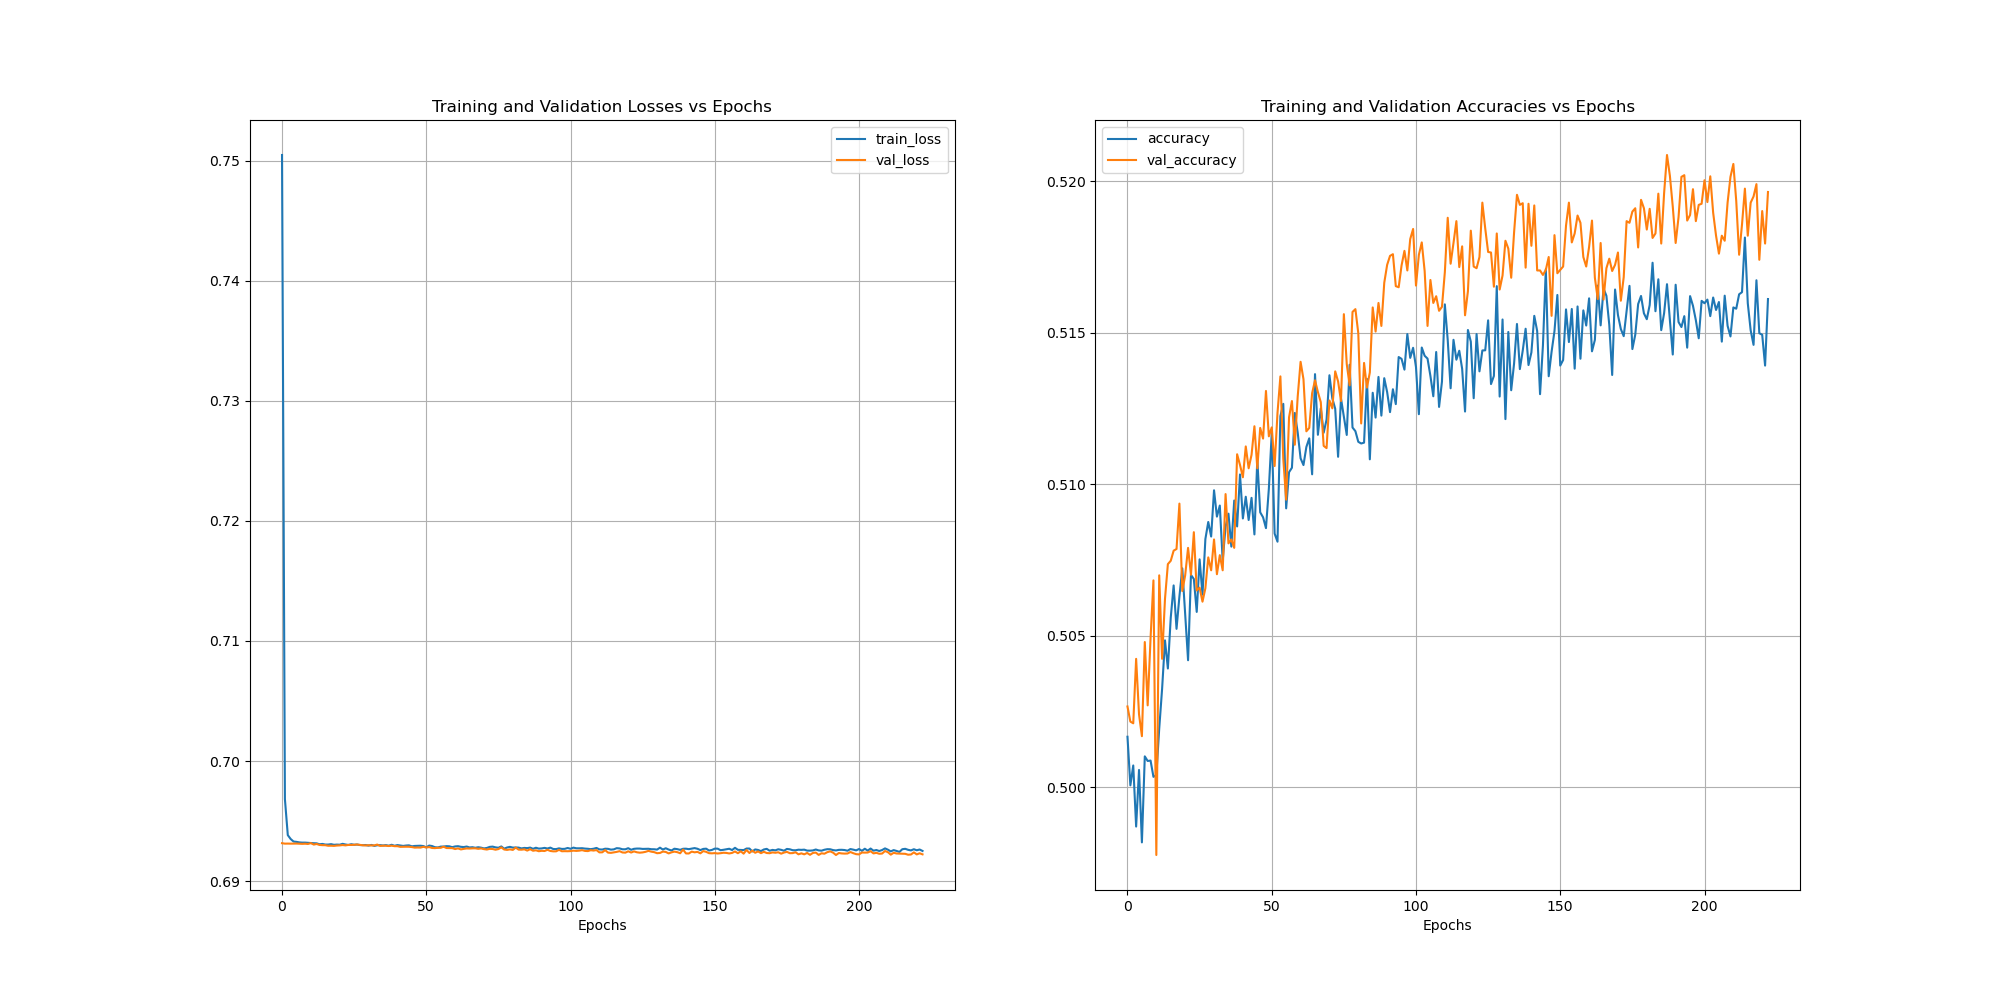 Training and Validation Losses vs Epochs
train_loss
val_loss
0.75
0.74
0.73
0.72
0.71
0.70
0.69
0 50 100 150 200
Epochs
Training and Validation Accuracies vs Epochs
accuracy
val_accuracy
0.520
0.515
0.510
0.505
0.500
0 50 100 150 200
Epochs